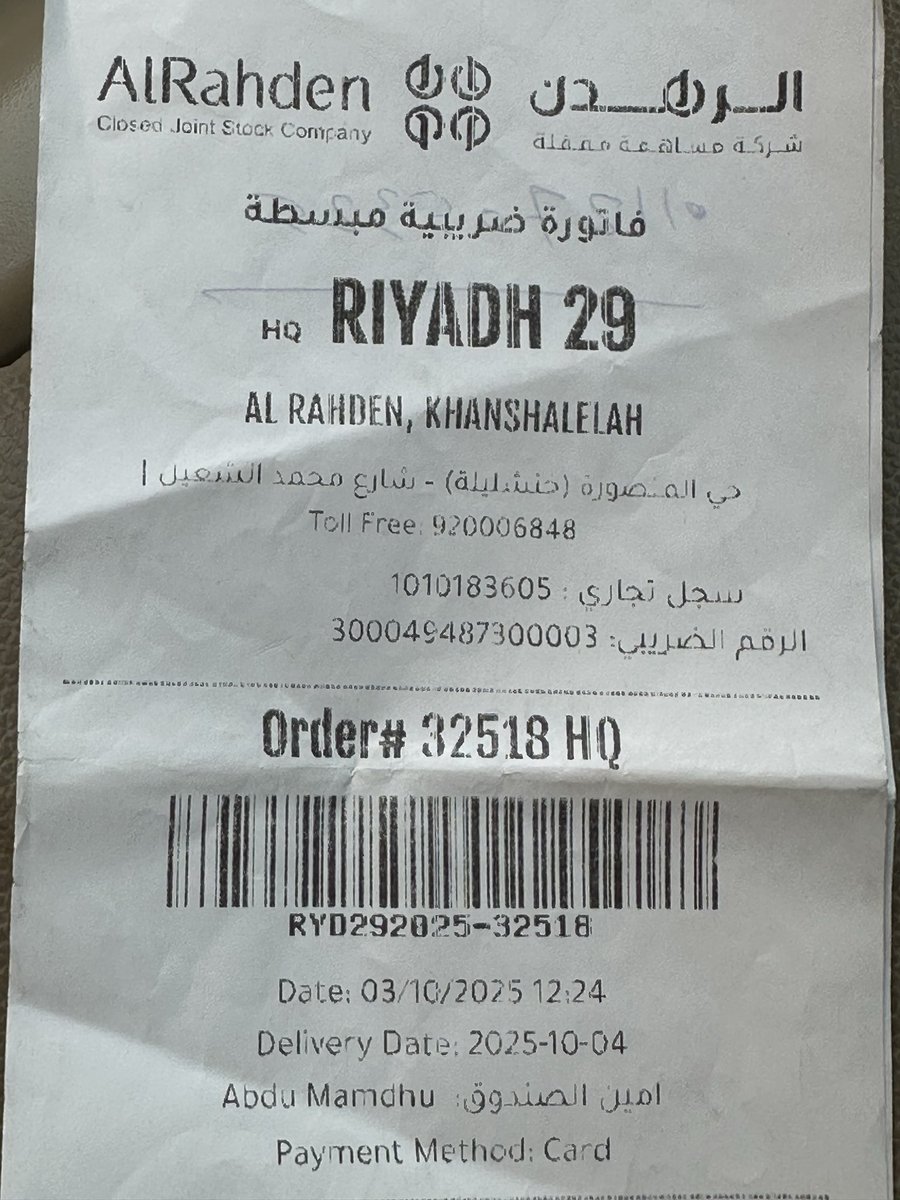 AlRahden الرهدن
Closed Joint Stock Company شركة مساهمة مقفلة
فاتورة ضريبية مبسطة
HQ RIYADH 29
AL RAHDEN, KHANSHALELAH
حي المنصورة (خنشليلة) - شارع محمد الشعيل |
Toll Free: 920006848
سجل تجاري : 1010183605
الرقم الضريبي: 300049487300003
Order# 32518 HQ
RYD292025-32518
Date: 03/10/2025 12:24
Delivery Date: 2025-10-04
امين الصندوق: Abdu Mamdhu
Payment Method: Card